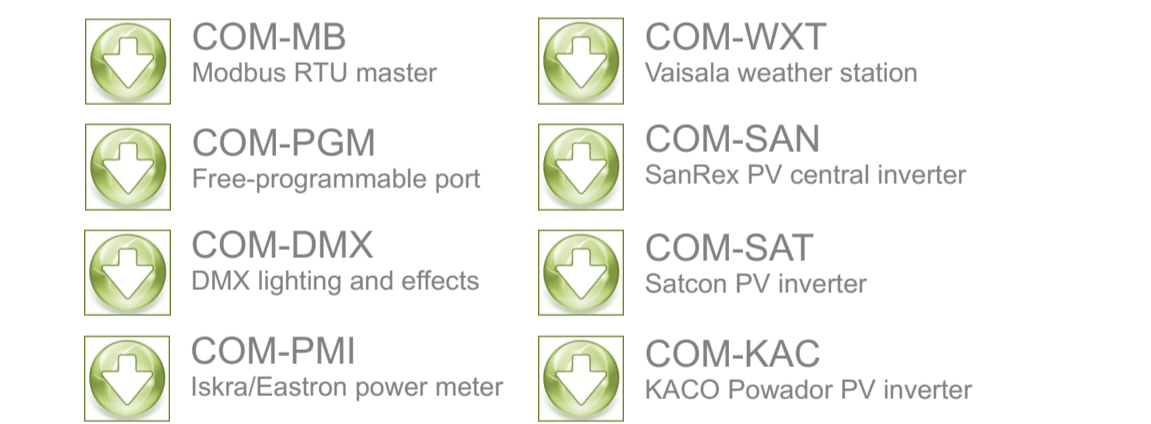 COM-MB
Modbus RTU master
COM-PGM
Free-programmable port
COM-DMX
DMX lighting and effects
COM-PMI
Iskra/Eastron power meter
COM-WXT
Vaisala weather station
COM-SAN
SanRex PV central inverter
COM-SAT
Satcon PV inverter
COM-KAC
KACO Powador PV inverter